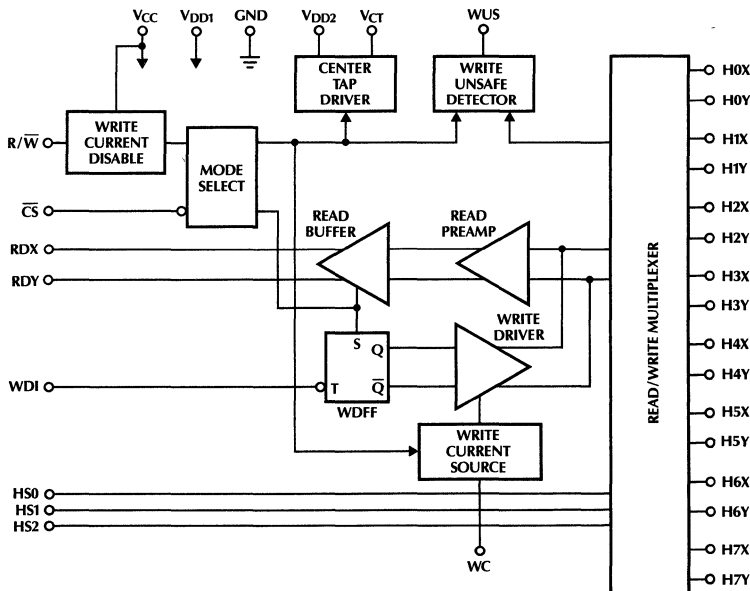 VCC VDD1 GND VDD2 VCT WUS
CENTER
TAP
DRIVER
WRITE
UNSAFE
DETECTOR
R/W̅
WRITE
CURRENT
DISABLE
MODE
SELECT
C̅S̅
RDX
RDY
READ
BUFFER
READ
PREAMP
WRITE
DRIVER
S
Q
T
Q̅
WDFF
WDI
WRITE
CURRENT
SOURCE
HS0
HS1
HS2
WC
READ/WRITE MULTIPLEXER
H0X
H0Y
H1X
H1Y
H2X
H2Y
H3X
H3Y
H4X
H4Y
H5X
H5Y
H6X
H6Y
H7X
H7Y